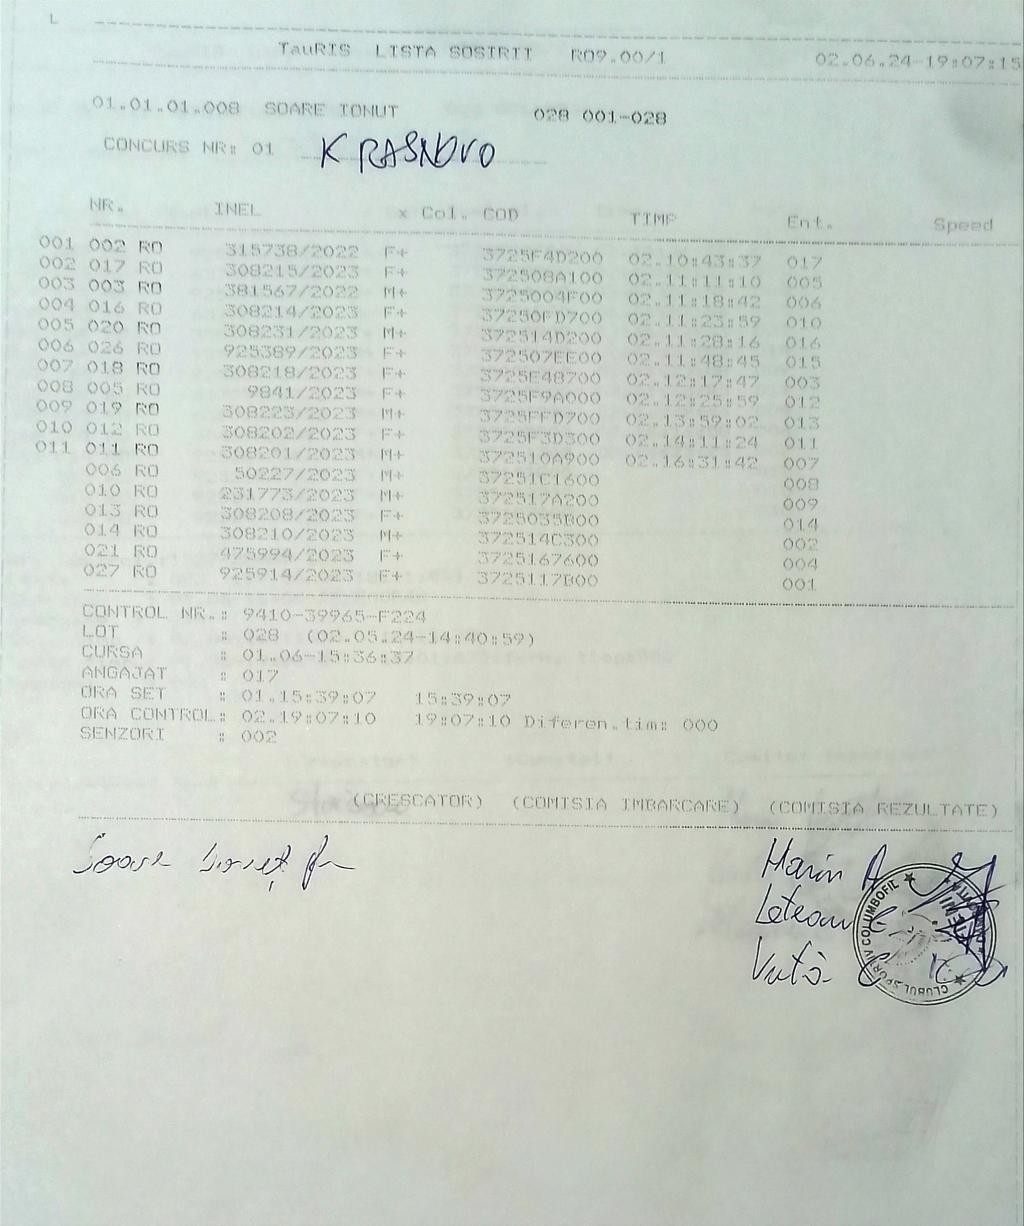 L
TauRIS LISTA SOSIRII RO9.00/1 02.06.24-19:07:15
01.01.01.008 SOARE IONUT 028 001-028
CONCURS NR: 01 KRASNOVO
NR. INEL x Col. COD TIMP Ent. Speed
001 002 RO 315738/2022 F+ 3725F4D200 02.10:43:37 017
002 017 RO 308215/2023 F+ 372508A100 02.11:11:10 005
003 003 RO 381567/2022 M+ 3725004F00 02.11:18:42 006
004 016 RO 308214/2023 F+ 37250FD700 02.11:23:59 010
005 020 RO 308231/2023 M+ 372514D200 02.11:28:16 016
006 026 RO 925389/2023 F+ 372507EE00 02.11:48:45 015
007 018 RO 308218/2023 F+ 3725E48700 02.12:17:47 003
008 005 RO 9841/2023 F+ 3725F9A000 02.12:25:59 012
009 019 RO 308223/2023 M+ 3725FFD700 02.13:59:02 013
010 012 RO 308202/2023 F+ 3725F3D300 02.14:11:24 011
011 011 RO 308201/2023 M+ 372510A900 02.16:31:42 007
006 RO 50227/2023 M+ 37251C1600 008
010 RO 231773/2023 M+ 372517A200 009
013 RO 308208/2023 F+ 3725035B00 014
014 RO 308210/2023 M+ 372514C300 002
021 RO 475994/2023 F+ 3725167600 004
027 RO 925914/2023 F+ 3725117B00 001
CONTROL NR.: 9410-39965-F224
LOT : 028 (02.05.24-14:40:59)
CURSA : 01.06-15:36:37
ANGAJAT : 017
ORA SET : 01.15:39:07 15:39:07
ORA CONTROL: 02.19:07:10 19:07:10 Diferen.tim: 000
SENZORI : 002
(CRESCATOR) (COMISIA IMBARCARE) (COMISIA REZULTATE)
Soare Ionuț
Marin A
Leteanu C
Vută C
CLUBUL SPORTIV COLUMBOFIL